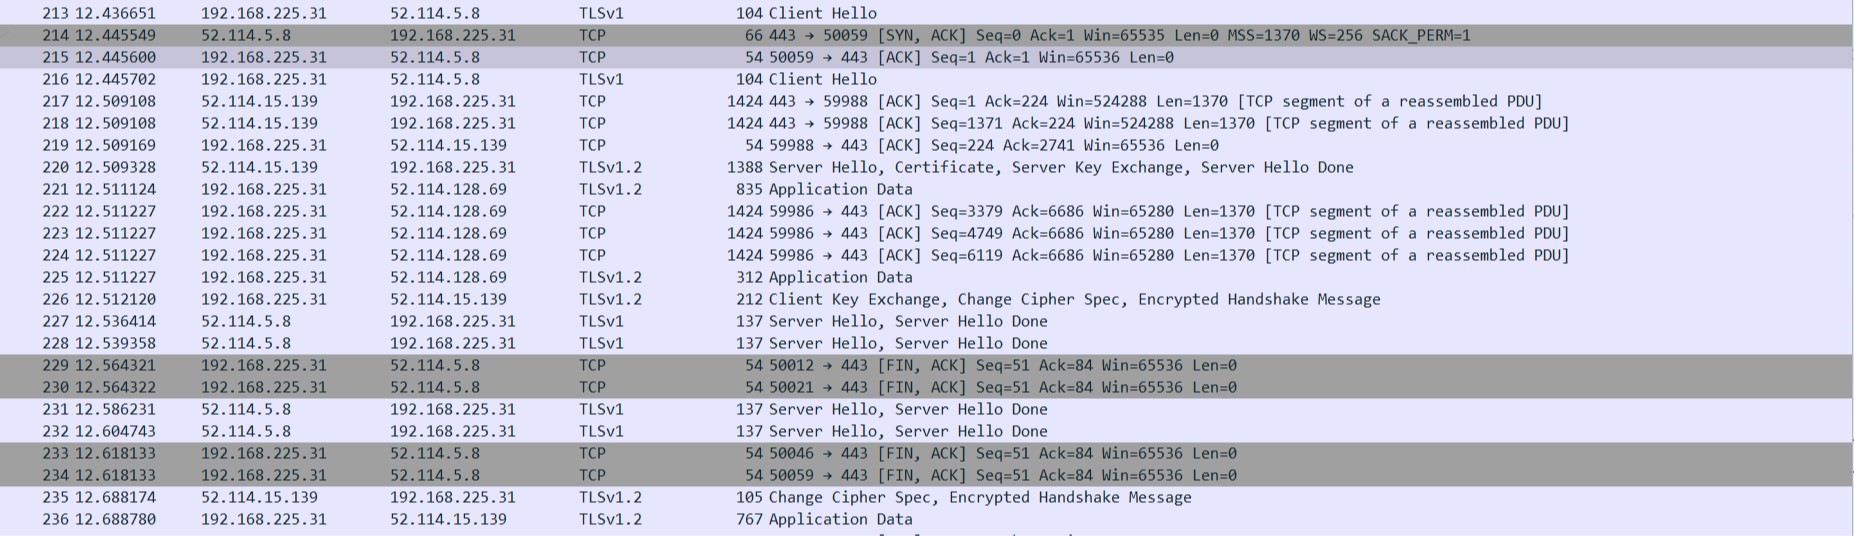 213 12.436651 192.168.225.31 52.114.5.8 TLSv1 104 Client Hello
214 12.445549 52.114.5.8 192.168.225.31 TCP 66 443 → 50059 [SYN, ACK] Seq=0 Ack=1 Win=65535 Len=0 MSS=1370 WS=256 SACK_PERM=1
215 12.445600 192.168.225.31 52.114.5.8 TCP 54 50059 → 443 [ACK] Seq=1 Ack=1 Win=65536 Len=0
216 12.445702 192.168.225.31 52.114.5.8 TLSv1 104 Client Hello
217 12.509108 52.114.15.139 192.168.225.31 TCP 1424 443 → 59988 [ACK] Seq=1 Ack=224 Win=524288 Len=1370 [TCP segment of a reassembled PDU]
218 12.509108 52.114.15.139 192.168.225.31 TCP 1424 443 → 59988 [ACK] Seq=1371 Ack=224 Win=524288 Len=1370 [TCP segment of a reassembled PDU]
219 12.509169 192.168.225.31 52.114.15.139 TCP 54 59988 → 443 [ACK] Seq=224 Ack=2741 Win=65536 Len=0
220 12.509328 52.114.15.139 192.168.225.31 TLSv1.2 1388 Server Hello, Certificate, Server Key Exchange, Server Hello Done
221 12.511124 192.168.225.31 52.114.128.69 TLSv1.2 835 Application Data
222 12.511227 192.168.225.31 52.114.128.69 TCP 1424 59986 → 443 [ACK] Seq=3379 Ack=6686 Win=65280 Len=1370 [TCP segment of a reassembled PDU]
223 12.511227 192.168.225.31 52.114.128.69 TCP 1424 59986 → 443 [ACK] Seq=4749 Ack=6686 Win=65280 Len=1370 [TCP segment of a reassembled PDU]
224 12.511227 192.168.225.31 52.114.128.69 TCP 1424 59986 → 443 [ACK] Seq=6119 Ack=6686 Win=65280 Len=1370 [TCP segment of a reassembled PDU]
225 12.511227 192.168.225.31 52.114.128.69 TLSv1.2 312 Application Data
226 12.512120 192.168.225.31 52.114.15.139 TLSv1.2 212 Client Key Exchange, Change Cipher Spec, Encrypted Handshake Message
227 12.536414 52.114.5.8 192.168.225.31 TLSv1 137 Server Hello, Server Hello Done
228 12.539358 52.114.5.8 192.168.225.31 TLSv1 137 Server Hello, Server Hello Done
229 12.564321 192.168.225.31 52.114.5.8 TCP 54 50012 → 443 [FIN, ACK] Seq=51 Ack=84 Win=65536 Len=0
230 12.564322 192.168.225.31 52.114.5.8 TCP 54 50021 → 443 [FIN, ACK] Seq=51 Ack=84 Win=65536 Len=0
231 12.586231 52.114.5.8 192.168.225.31 TLSv1 137 Server Hello, Server Hello Done
232 12.604743 52.114.5.8 192.168.225.31 TLSv1 137 Server Hello, Server Hello Done
233 12.618133 192.168.225.31 52.114.5.8 TCP 54 50046 → 443 [FIN, ACK] Seq=51 Ack=84 Win=65536 Len=0
234 12.618133 192.168.225.31 52.114.5.8 TCP 54 50059 → 443 [FIN, ACK] Seq=51 Ack=84 Win=65536 Len=0
235 12.688174 52.114.15.139 192.168.225.31 TLSv1.2 105 Change Cipher Spec, Encrypted Handshake Message
236 12.688780 192.168.225.31 52.114.15.139 TLSv1.2 767 Application Data